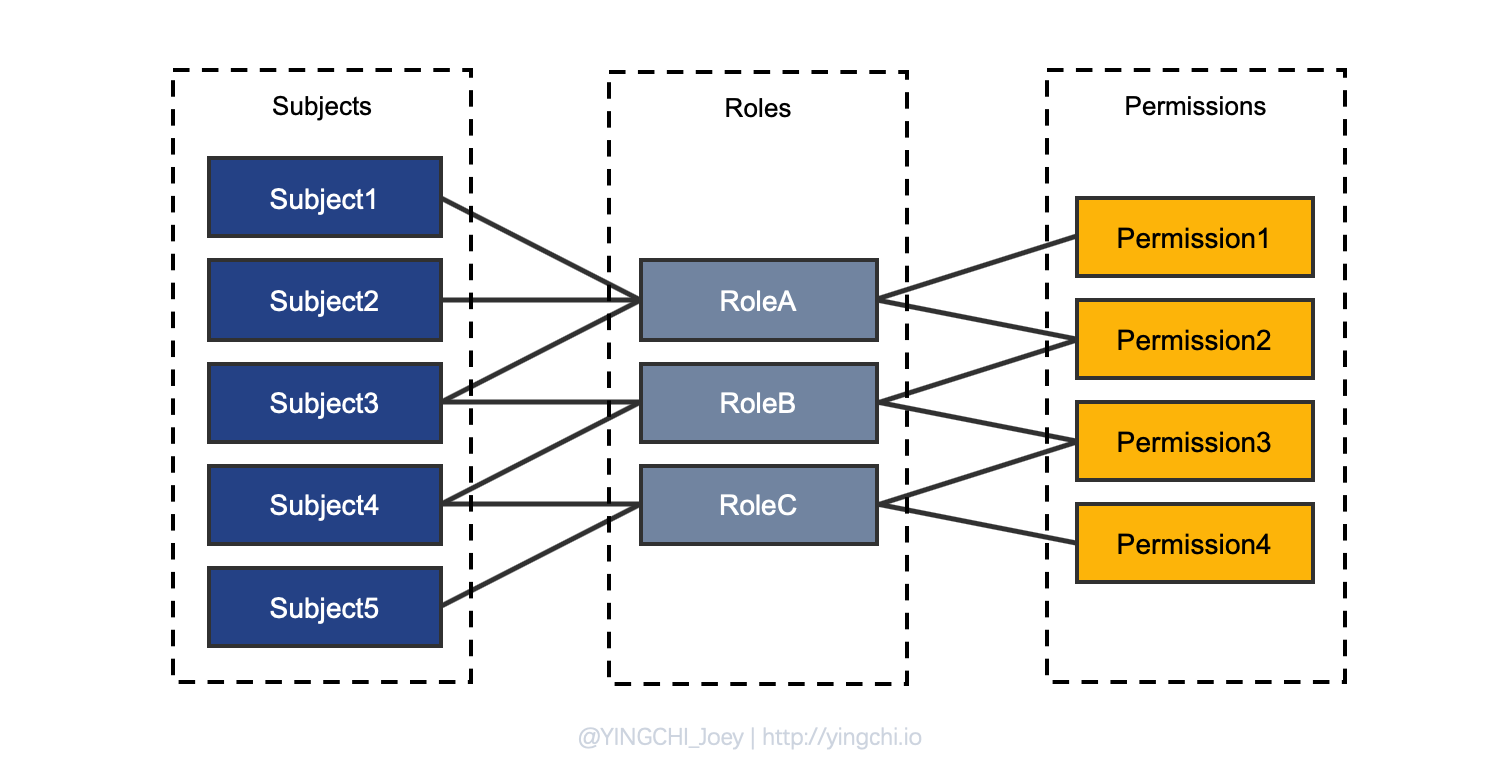 Subjects
Subject1
Subject2
Subject3
Subject4
Subject5
Roles
RoleA
RoleB
RoleC
Permissions
Permission1
Permission2
Permission3
Permission4
@YINGCHI_Joey | http://yingchi.io